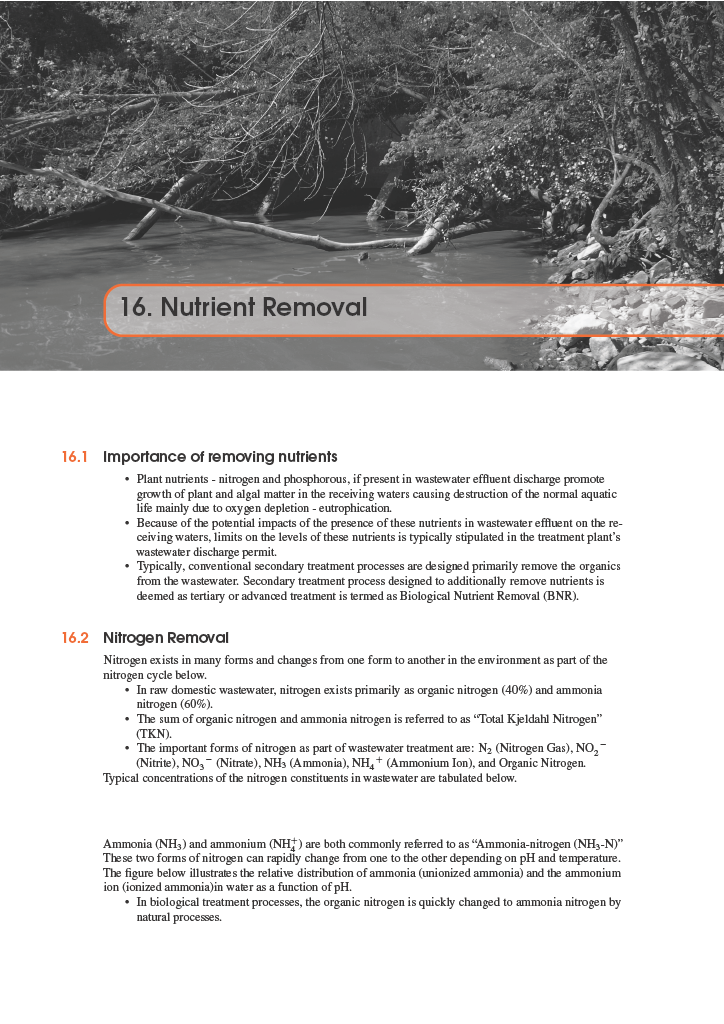 16. Nutrient Removal
16.1 Importance of removing nutrients
• Plant nutrients - nitrogen and phosphorous, if present in wastewater effluent discharge promote
growth of plant and algal matter in the receiving waters causing destruction of the normal aquatic
life mainly due to oxygen depletion - eutrophication.
• Because of the potential impacts of the presence of these nutrients in wastewater effluent on the re-
ceiving waters, limits on the levels of these nutrients is typically stipulated in the treatment plant's
wastewater discharge permit.
• Typically, conventional secondary treatment processes are designed primarily remove the organics
from the wastewater. Secondary treatment process designed to additionally remove nutrients is
deemed as tertiary or advanced treatment is termed as Biological Nutrient Removal (BNR).
16.2 Nitrogen Removal
Nitrogen exists in many forms and changes from one form to another in the environment as part of the
nitrogen cycle below.
• In raw domestic wastewater, nitrogen exists primarily as organic nitrogen (40%) and ammonia
nitrogen (60%).
• The sum of organic nitrogen and ammonia nitrogen is referred to as “Total Kjeldahl Nitrogen”
(TKN).
• The important forms of nitrogen as part of wastewater treatment are: N₂ (Nitrogen Gas), NO₂⁻
(Nitrite), NO₃⁻ (Nitrate), NH₃ (Ammonia), NH₄⁺ (Ammonium Ion), and Organic Nitrogen.
Typical concentrations of the nitrogen constituents in wastewater are tabulated below.
Ammonia (NH₃) and ammonium (NH₄⁺) are both commonly referred to as “Ammonia-nitrogen (NH₃-N)”
These two forms of nitrogen can rapidly change from one to the other depending on pH and temperature.
The figure below illustrates the relative distribution of ammonia (unionized ammonia) and the ammonium
ion (ionized ammonia)in water as a function of pH.
• In biological treatment processes, the organic nitrogen is quickly changed to ammonia nitrogen by
natural processes.